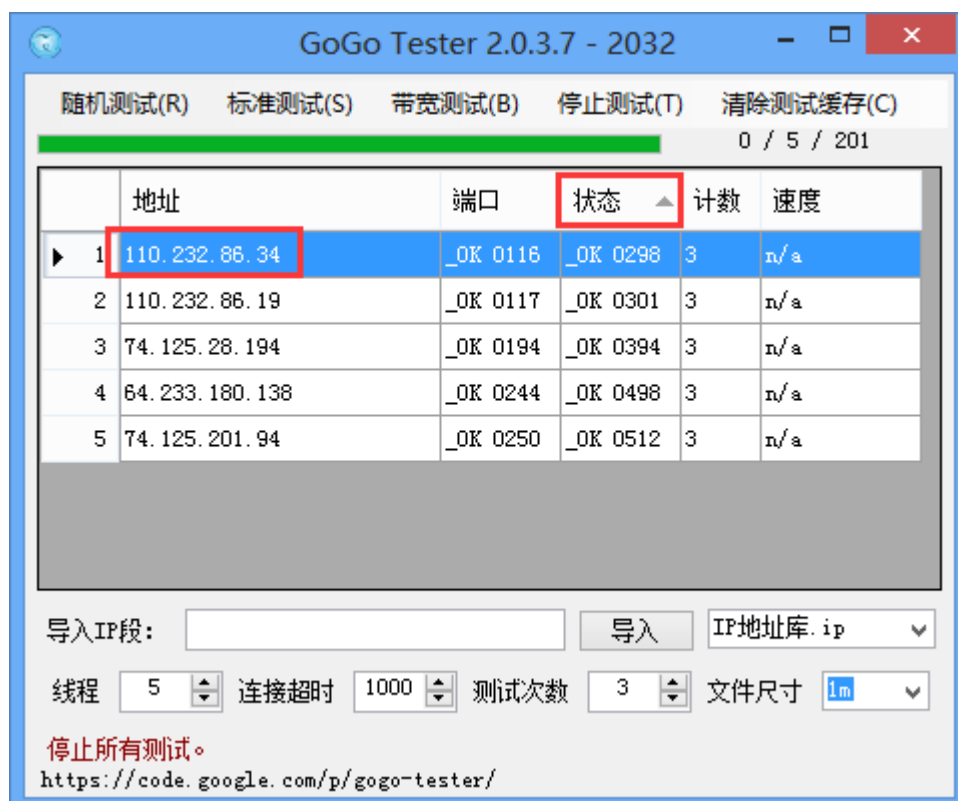 GoGo Tester 2.0.3.7 - 2032
随机测试(R) 标准测试(S) 带宽测试(B) 停止测试(T) 清除测试缓存(C)
0 / 5 / 201
地址 端口 状态 计数 速度
1 110.232.86.34 _OK 0116 _OK 0298 3 n/a
2 110.232.86.19 _OK 0117 _OK 0301 3 n/a
3 74.125.28.194 _OK 0194 _OK 0394 3 n/a
4 64.233.180.138 _OK 0244 _OK 0498 3 n/a
5 74.125.201.94 _OK 0250 _OK 0512 3 n/a
导入IP段: 导入 IP地址库.ip
线程 5 连接超时 1000 测试次数 3 文件尺寸 1m
停止所有测试。
https://code.google.com/p/gogo-tester/